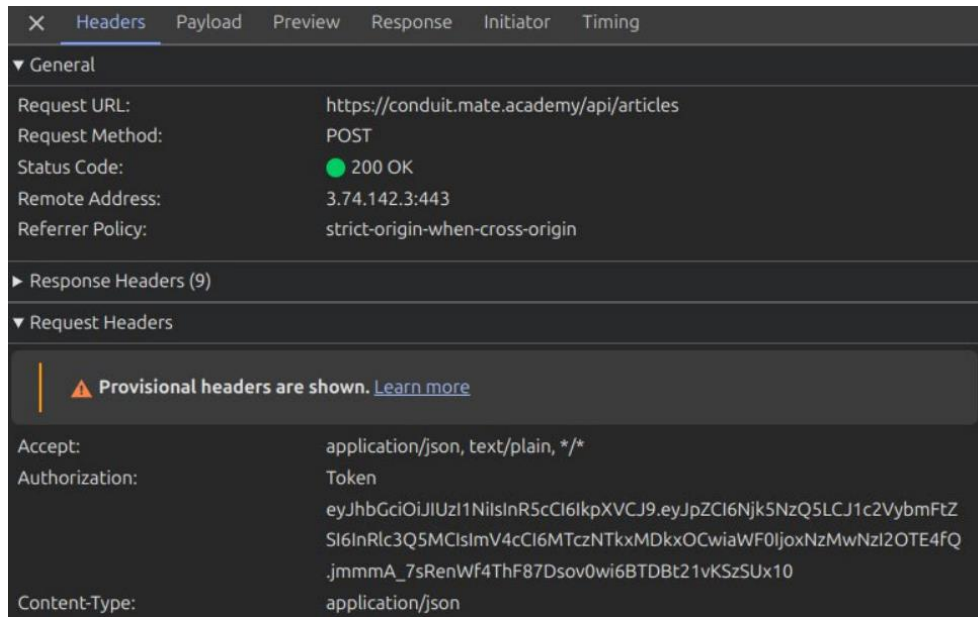 Headers Payload Preview Response Initiator Timing
General
Request URL: https://conduit.mate.academy/api/articles
Request Method: POST
Status Code: 200 OK
Remote Address: 3.74.142.3:443
Referrer Policy: strict-origin-when-cross-origin
Response Headers (9)
Request Headers
Provisional headers are shown. Learn more
Accept: application/json, text/plain, */*
Authorization: Token
eyJhbGciOiJIUzI1NiIsInR5cCI6IkpXVCJ9.eyJpZCI6Njk5NzQ5LCJ1c2VybmFtZ
SI6InRlc3Q5MCIsImV4cCI6MTczNTkxMDkxOCwiaWF0IjoxNzMwNzI2OTE4fQ
.jmmmA_7sRenWf4ThF87Dsov0wi6BTDBt21vKSzSUx10
Content-Type: application/json